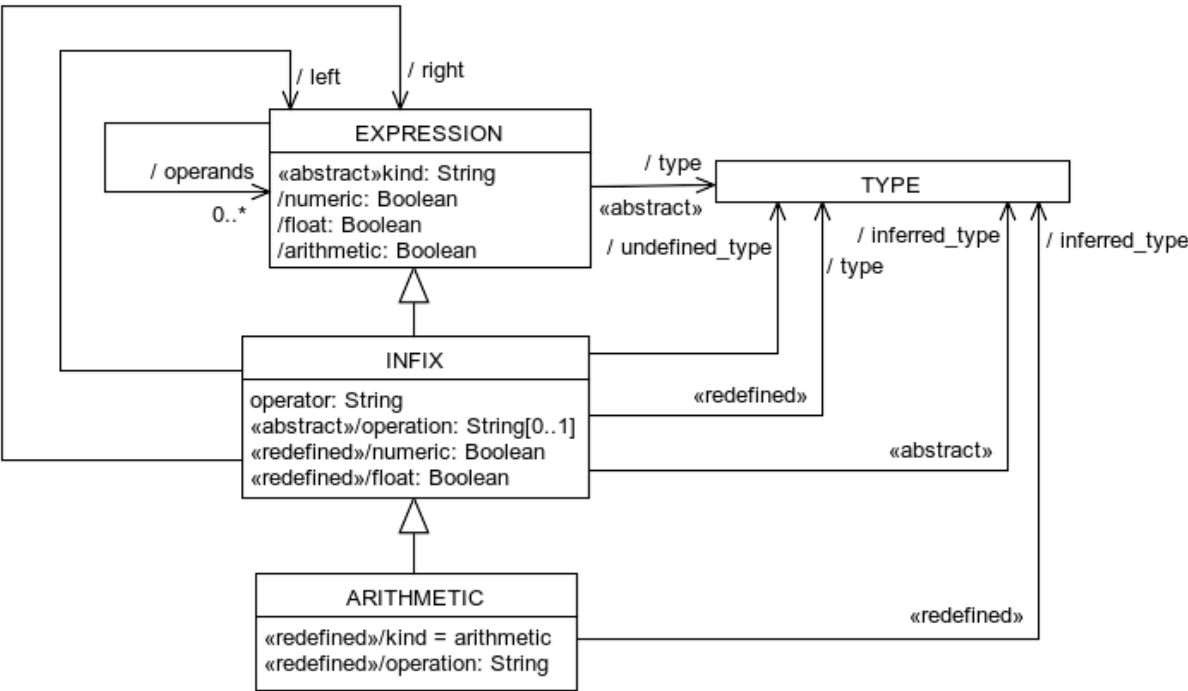 / left
/ right
EXPRESSION
/ operands
0..*
«abstract»kind: String
/numeric: Boolean
/float: Boolean
/arithmetic: Boolean
/ type
«abstract»
TYPE
/ undefined_type
/ type
/ inferred_type
/ inferred_type
INFIX
operator: String
«abstract»/operation: String[0..1]
«redefined»/numeric: Boolean
«redefined»/float: Boolean
«redefined»
«abstract»
ARITHMETIC
«redefined»/kind = arithmetic
«redefined»/operation: String
«redefined»